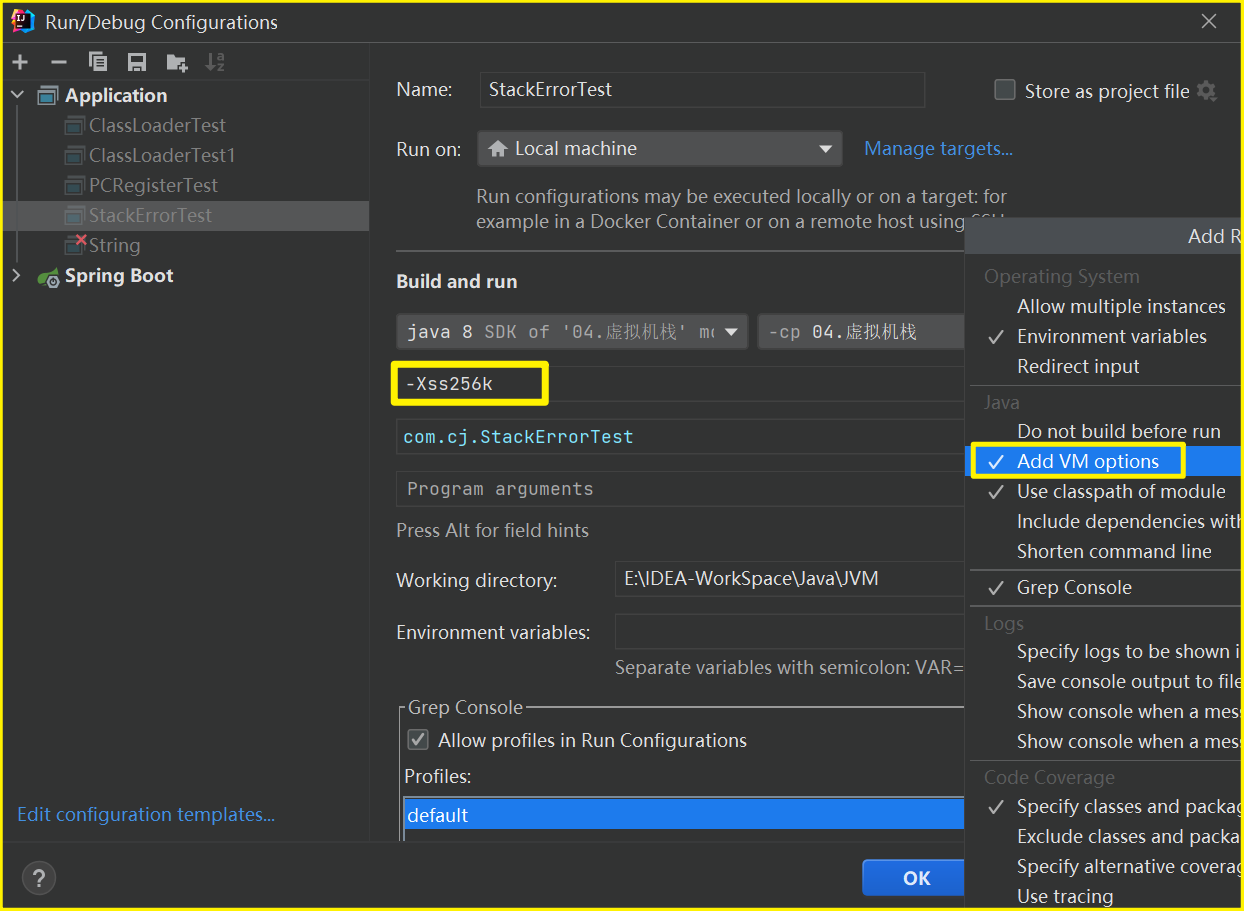 Run/Debug Configurations
Application
ClassLoaderTest
ClassLoaderTest1
PCRegisterTest
StackErrorTest
String
Spring Boot
Edit configuration templates...
Name: StackErrorTest
Store as project file
Run on: Local machine
Manage targets...
Run configurations may be executed locally or on a target: for
example in a Docker Container or on a remote host using SSH.
Build and run
java 8 SDK of '04.虚拟机栈' mo
-cp 04.虚拟机栈
-Xss256k
com.cj.StackErrorTest
Program arguments
Press Alt for field hints
Working directory: E:\IDEA-WorkSpace\Java\JVM
Environment variables:
Separate variables with semicolon: VAR=
Grep Console
Allow profiles in Run Configurations
Profiles:
default
OK
?
Add R
Operating System
Allow multiple instances
Environment variables
Redirect input
Java
Do not build before run
Add VM options
Use classpath of module
Include dependencies with
Shorten command line
Grep Console
Logs
Specify logs to be shown i
Save console output to file
Show console when a mes
Show console when a mes
Code Coverage
Specify classes and packag
Exclude classes and packa
Specify alternative coverag
Use tracing